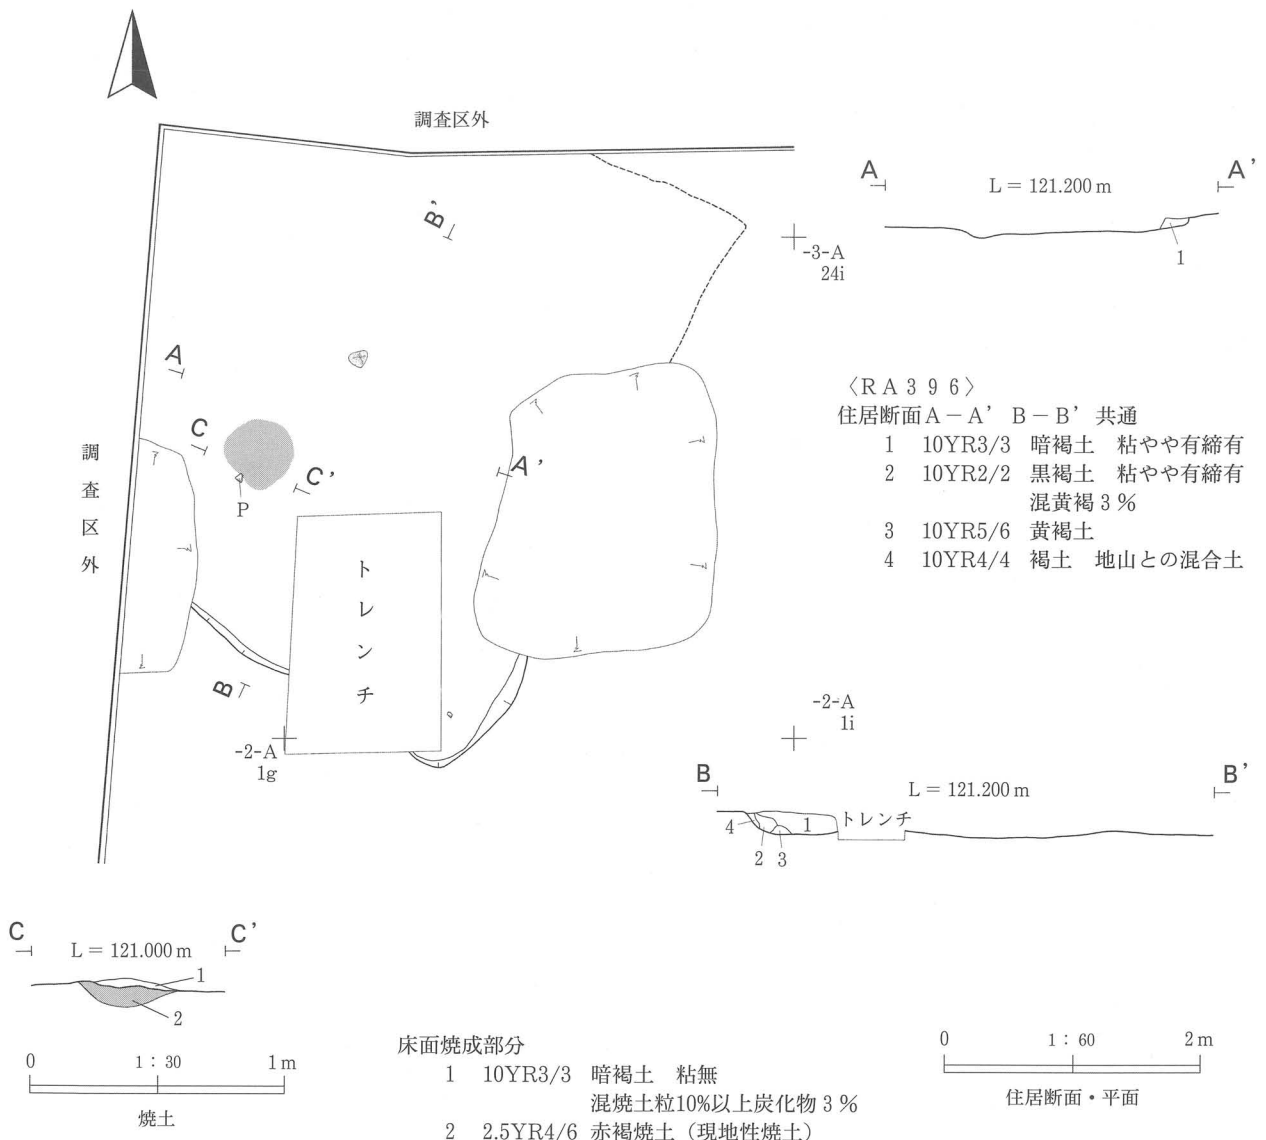 調査区外
A A’
L = 121.200 m
1
B’
-3-A
24i
A
C
C’
A’
P
調査区外
トレンチ
B
-2-A
1g
〈RA396〉
住居断面A-A’ B-B’ 共通
1 10YR3/3 暗褐土 粘やや有締有
2 10YR2/2 黒褐土 粘やや有締有
混黄褐3%
3 10YR5/6 黄褐土
4 10YR4/4 褐土 地山との混合土
-2-A
1i
B B’
L = 121.200 m
トレンチ
4 1
2 3
C C’
L = 121.000 m
1
2
0 1:30 1m
焼土
床面焼成部分
1 10YR3/3 暗褐土 粘無
混焼土粒10%以上炭化物3%
2 2.5YR4/6 赤褐焼土(現地性焼土)
0 1:60 2m
住居断面・平面